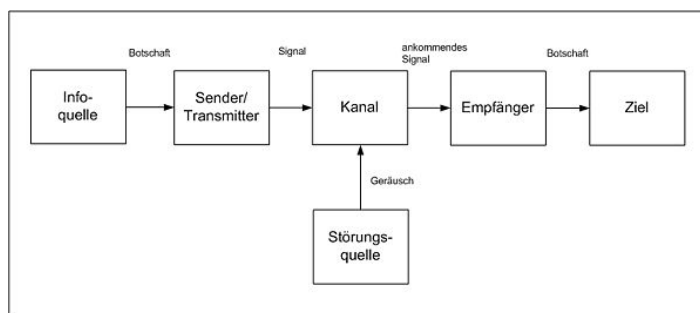 Botschaft
Signal
ankommendes
Signal
Botschaft
Info-
quelle
Sender/
Transmitter
Kanal
Empfänger
Ziel
Geräusch
Störungs-
quelle